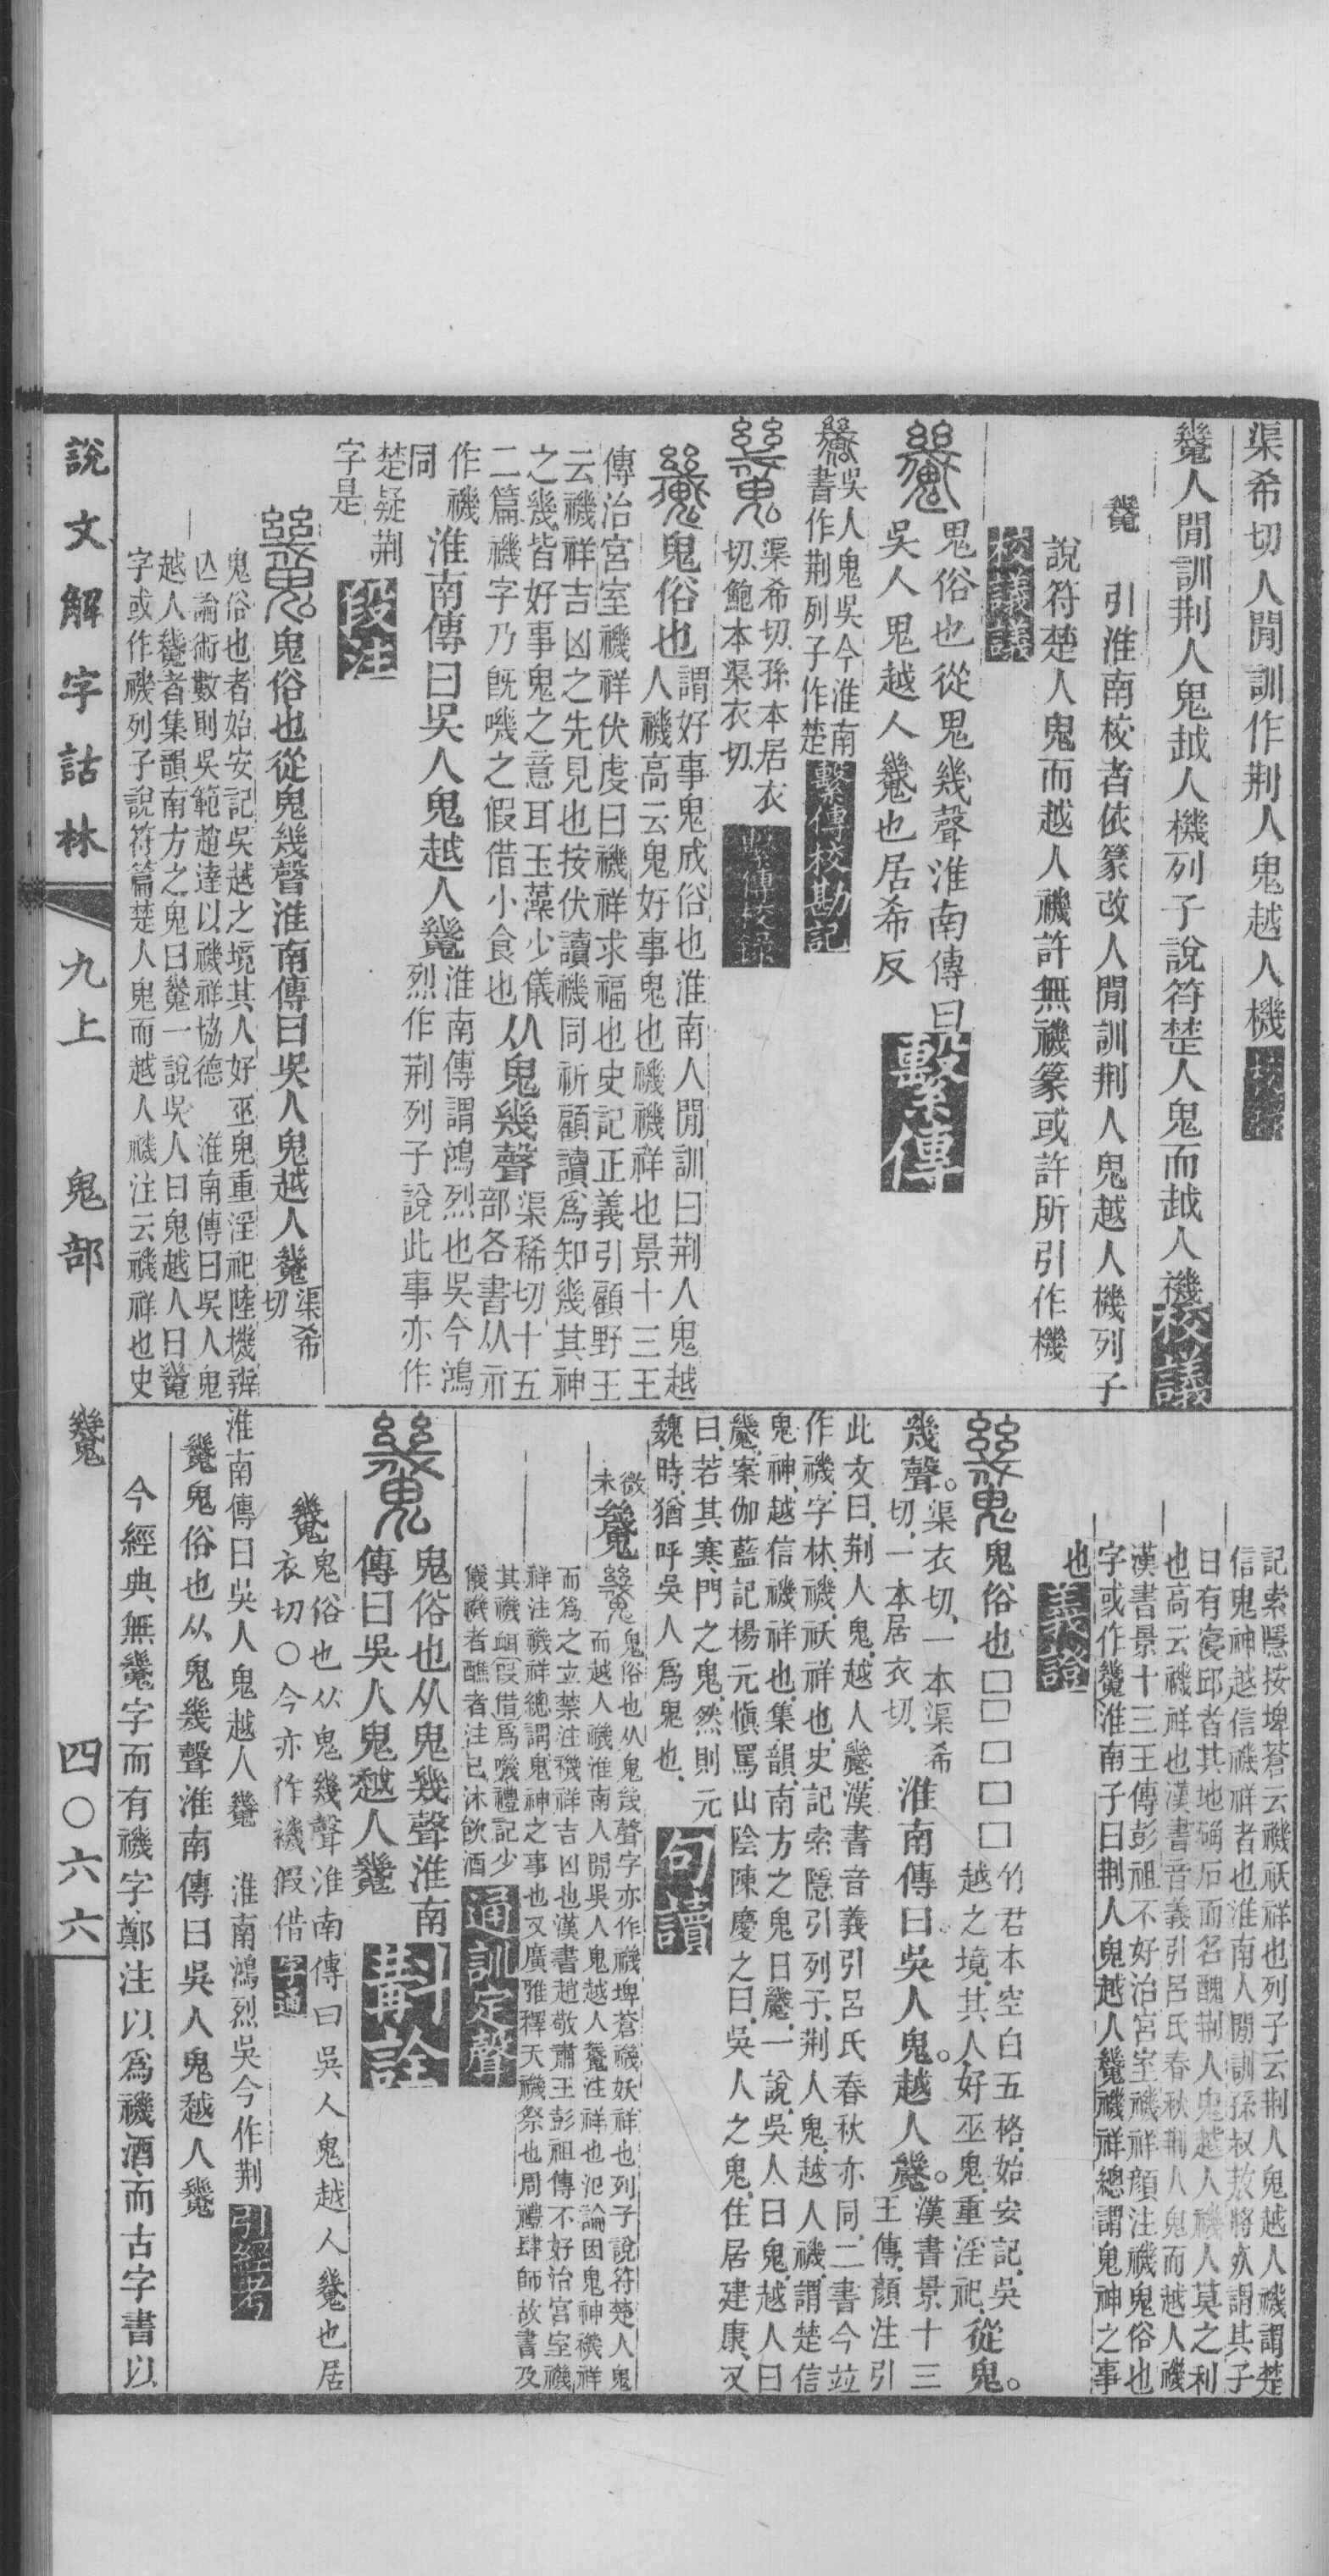 渠希切人閒訓作荆人鬼越人機
䰧人閒訓荆人鬼越人機列子說符楚人鬼而越人禨校議
䰧
引淮南校者依篆改人閒訓荆人鬼越人機列子
說符楚人鬼而越人禨許無禨篆或許所引作機
校議議
鬼俗也從鬼幾聲淮南傳曰
吳人鬼越人䰧也居希反
繫傳
䰧吳人鬼吳今淮南
書作荆列子作楚
繫傳校勘記
渠希切孫本居衣
切鮑本渠衣切
䰧鬼俗也謂好事鬼成俗也淮南人閒訓曰荆人鬼越
人禨高云鬼好事鬼也禨禨祥也景十三王
傳治宮室禨祥伏虔曰禨祥求福也史記正義引顧野王
云禨祥吉凶之先見也按伏讀禨同祈顧讀爲知幾其神
之幾皆好事鬼之意耳玉藻少儀
二篇禨字乃旣嘰之假借小食也
从鬼幾聲
渠稀切十五
部各書从示
作禨
淮南傳曰吳人鬼越人䰧
淮南傳謂鴻烈也吳今鴻
烈作荆列子說此事亦作
同
楚疑荆
字是
段注
䰧鬼俗也從鬼幾聲淮南傳曰吳人鬼越人䰧渠希
切
鬼俗也者始安記吳越之境其人好巫鬼重淫祀陸機辨
亾論術數則吳範趙達以禨祥協德 淮南傳曰吳人鬼
越人䰧者集韻南方之鬼曰䰧一說吳人曰鬼越人曰䰧
字或作禨列子說符篇楚人鬼而越人禨注云禨祥也史
記索隱按埤蒼云禨祅祥也列子云荆人鬼越人禨謂楚
信鬼神越信禨祥者也淮南人閒訓孫叔敖將死謂其子
曰有寑邱者其地确石而名醜荆人鬼越人禨人莫之利
也高云禨祥也漢書音義引呂氏春秋荆人鬼而越人禨
漢書景十三王傳彭祖不好治宮室禨祥顏注禨鬼俗也
字或作䰧淮南子曰荆人鬼越人䰧禨祥總謂鬼神之事
也
義證
䰧鬼俗也□□□□□
竹君本空白五格始安記吳
越之境其人好巫鬼重淫祀
從鬼。
幾聲。
渠衣切一本渠希
切一本居衣切
淮南傳曰吳人鬼。越人䰧。
漢書景十三
王傳顏注引
此文曰荆人鬼越人䰧漢書音義引呂氏春秋亦同二書今竝
作禨字林禨祅祥也史記索隱引列子荆人鬼越人禨謂楚信
鬼神越信禨祥也集韻南方之鬼曰䰧一說吳人曰鬼越人曰
䰧案伽藍記楊元愼罵山陰陳慶之曰吳人之鬼住居建康又
曰若其寒門之鬼然則元
魏時猶呼吳人爲鬼也
句讀
微
未
䰧
鬼俗也从鬼幾聲字亦作禨埤蒼禨妖祥也列子說符楚人鬼
而越人禨淮南人閒吳人鬼越人䰧注祥也氾論因鬼神禨祥
而爲之立禁注禨祥吉凶也漢書趙敬肅王彭祖傳不好治宮室禨
祥注禨祥總謂鬼神之事也又廣雅釋天禨祭也周禮肆師故書及
其禨衈叚借爲嘰禮記少
儀禨者醮者注已沐飲酒
通訓定聲
䰧鬼俗也从鬼幾聲淮南
傳曰吳人鬼越人䰧
斠詮
䰧
鬼俗也从鬼幾聲淮南傳曰吳人鬼越人䰧也居
衣切○今亦作禨假借
字通
淮南傳曰吳人鬼越人䰧 淮南鴻烈吳今作荆
引經考
䰧鬼俗也从鬼幾聲淮南傳曰吳人鬼越人䰧
今經典無䰧字而有禨字鄭注以爲禨酒而古字書以
說文解字詁林 九上 鬼部 䰧 四○六六